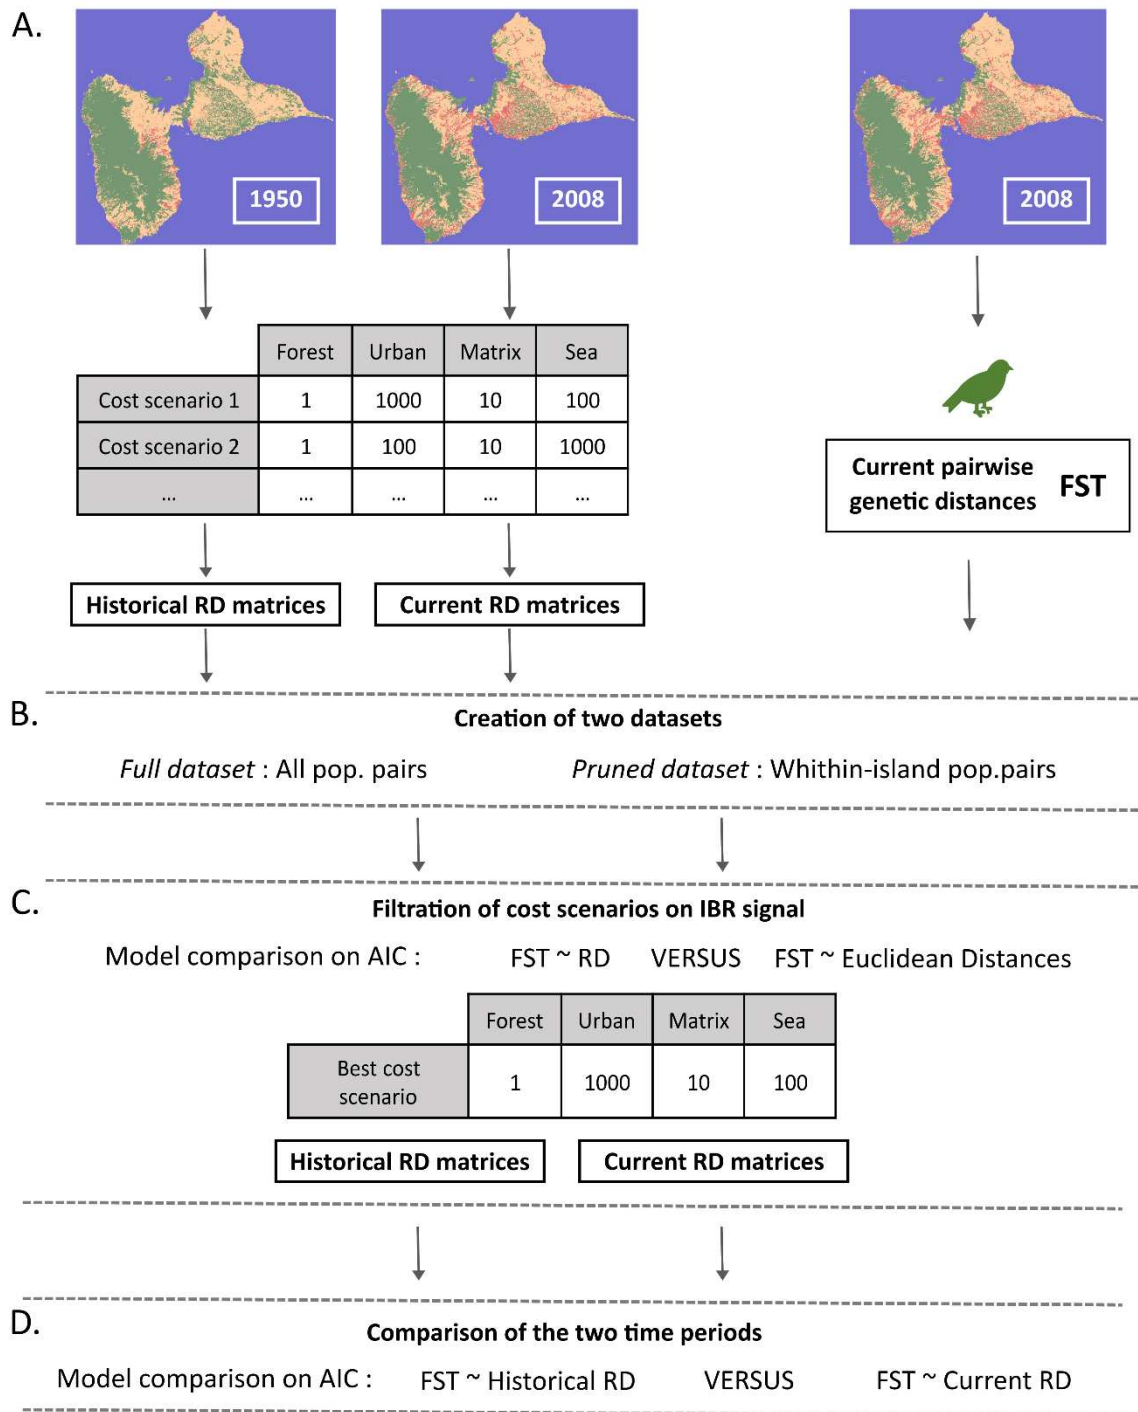 A.
1950
2008
2008
Forest Urban Matrix Sea
Cost scenario 1 1 1000 10 100
Cost scenario 2 1 100 10 1000
... ... ... ... ...
Current pairwise
genetic distances FST
Historical RD matrices
Current RD matrices
B.
Creation of two datasets
Full dataset : All pop. pairs
Pruned dataset : Whithin-island pop.pairs
C.
Filtration of cost scenarios on IBR signal
Model comparison on AIC : FST ~ RD VERSUS FST ~ Euclidean Distances
Forest Urban Matrix Sea
Best cost
scenario 1 1000 10 100
Historical RD matrices
Current RD matrices
D.
Comparison of the two time periods
Model comparison on AIC : FST ~ Historical RD VERSUS FST ~ Current RD